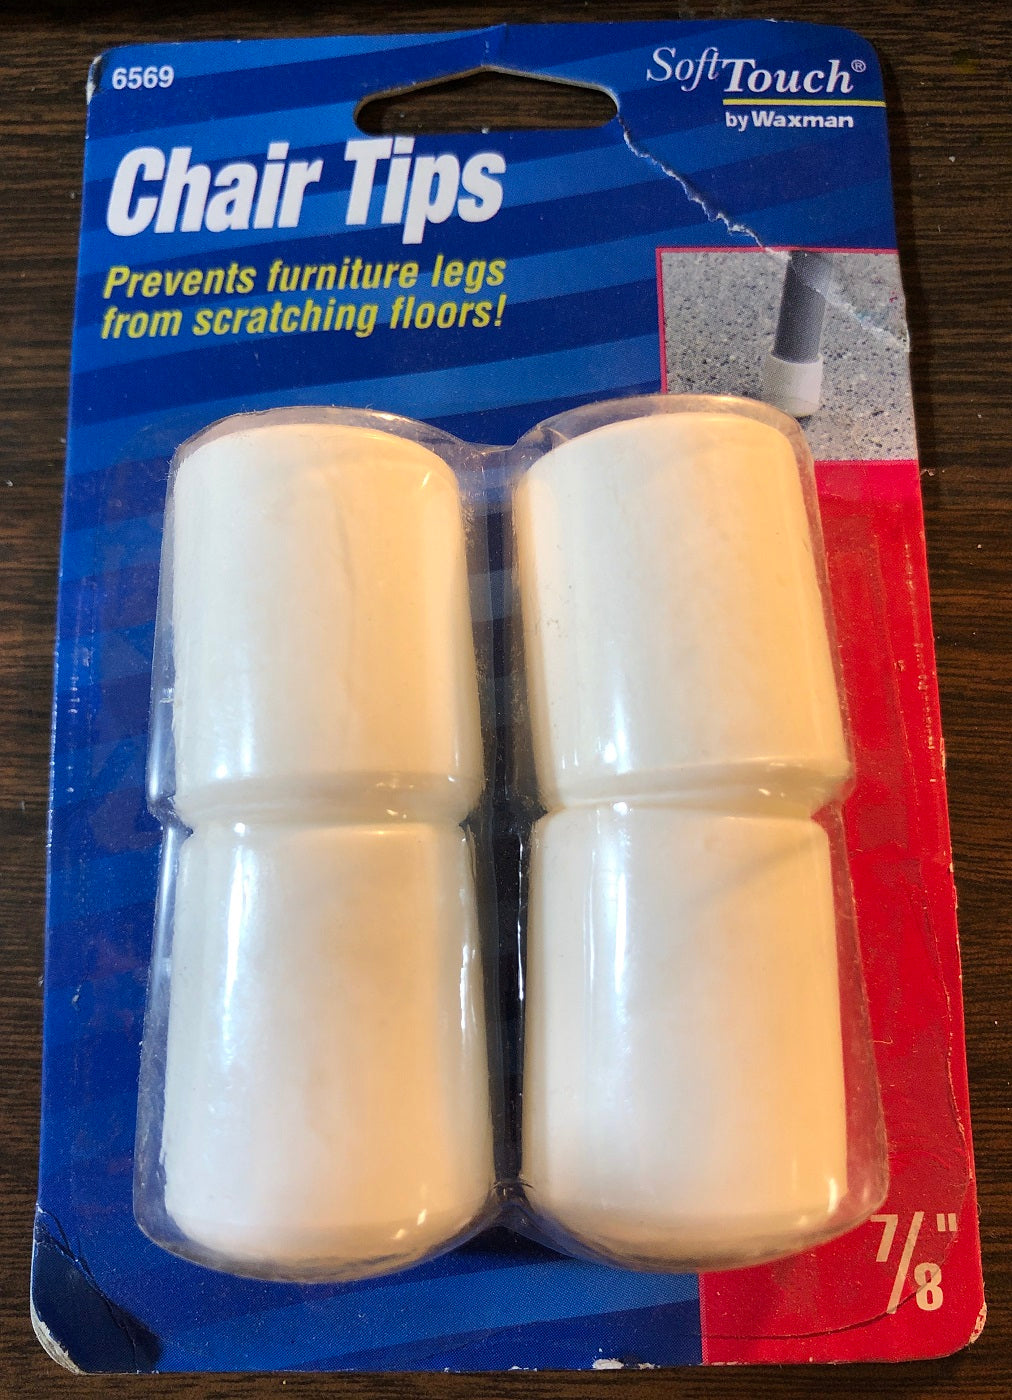 6569
SoftTouch®
by Waxman
Chair Tips
Prevents furniture legs
from scratching floors!
7/8"